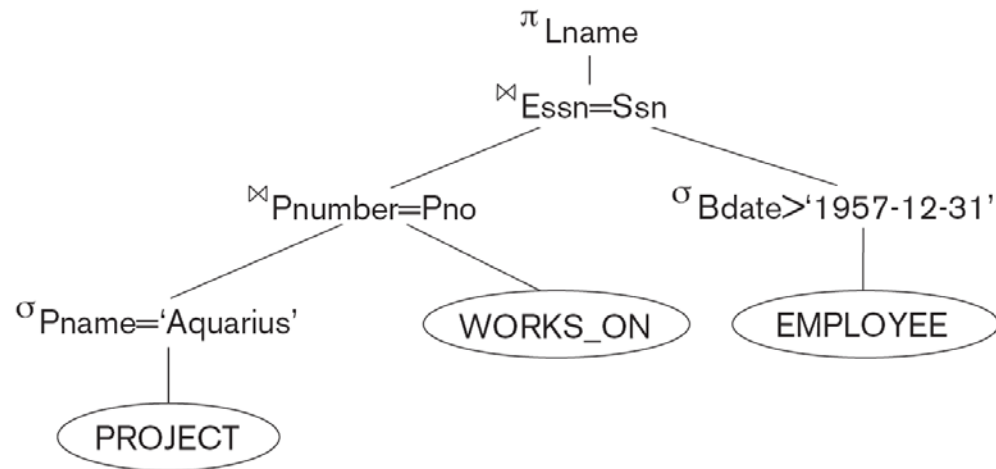 π Lname
⋈ Essn=Ssn
⋈ Pnumber=Pno
σ Bdate>‘1957-12-31’
σ Pname=‘Aquarius’
WORKS_ON
EMPLOYEE
PROJECT